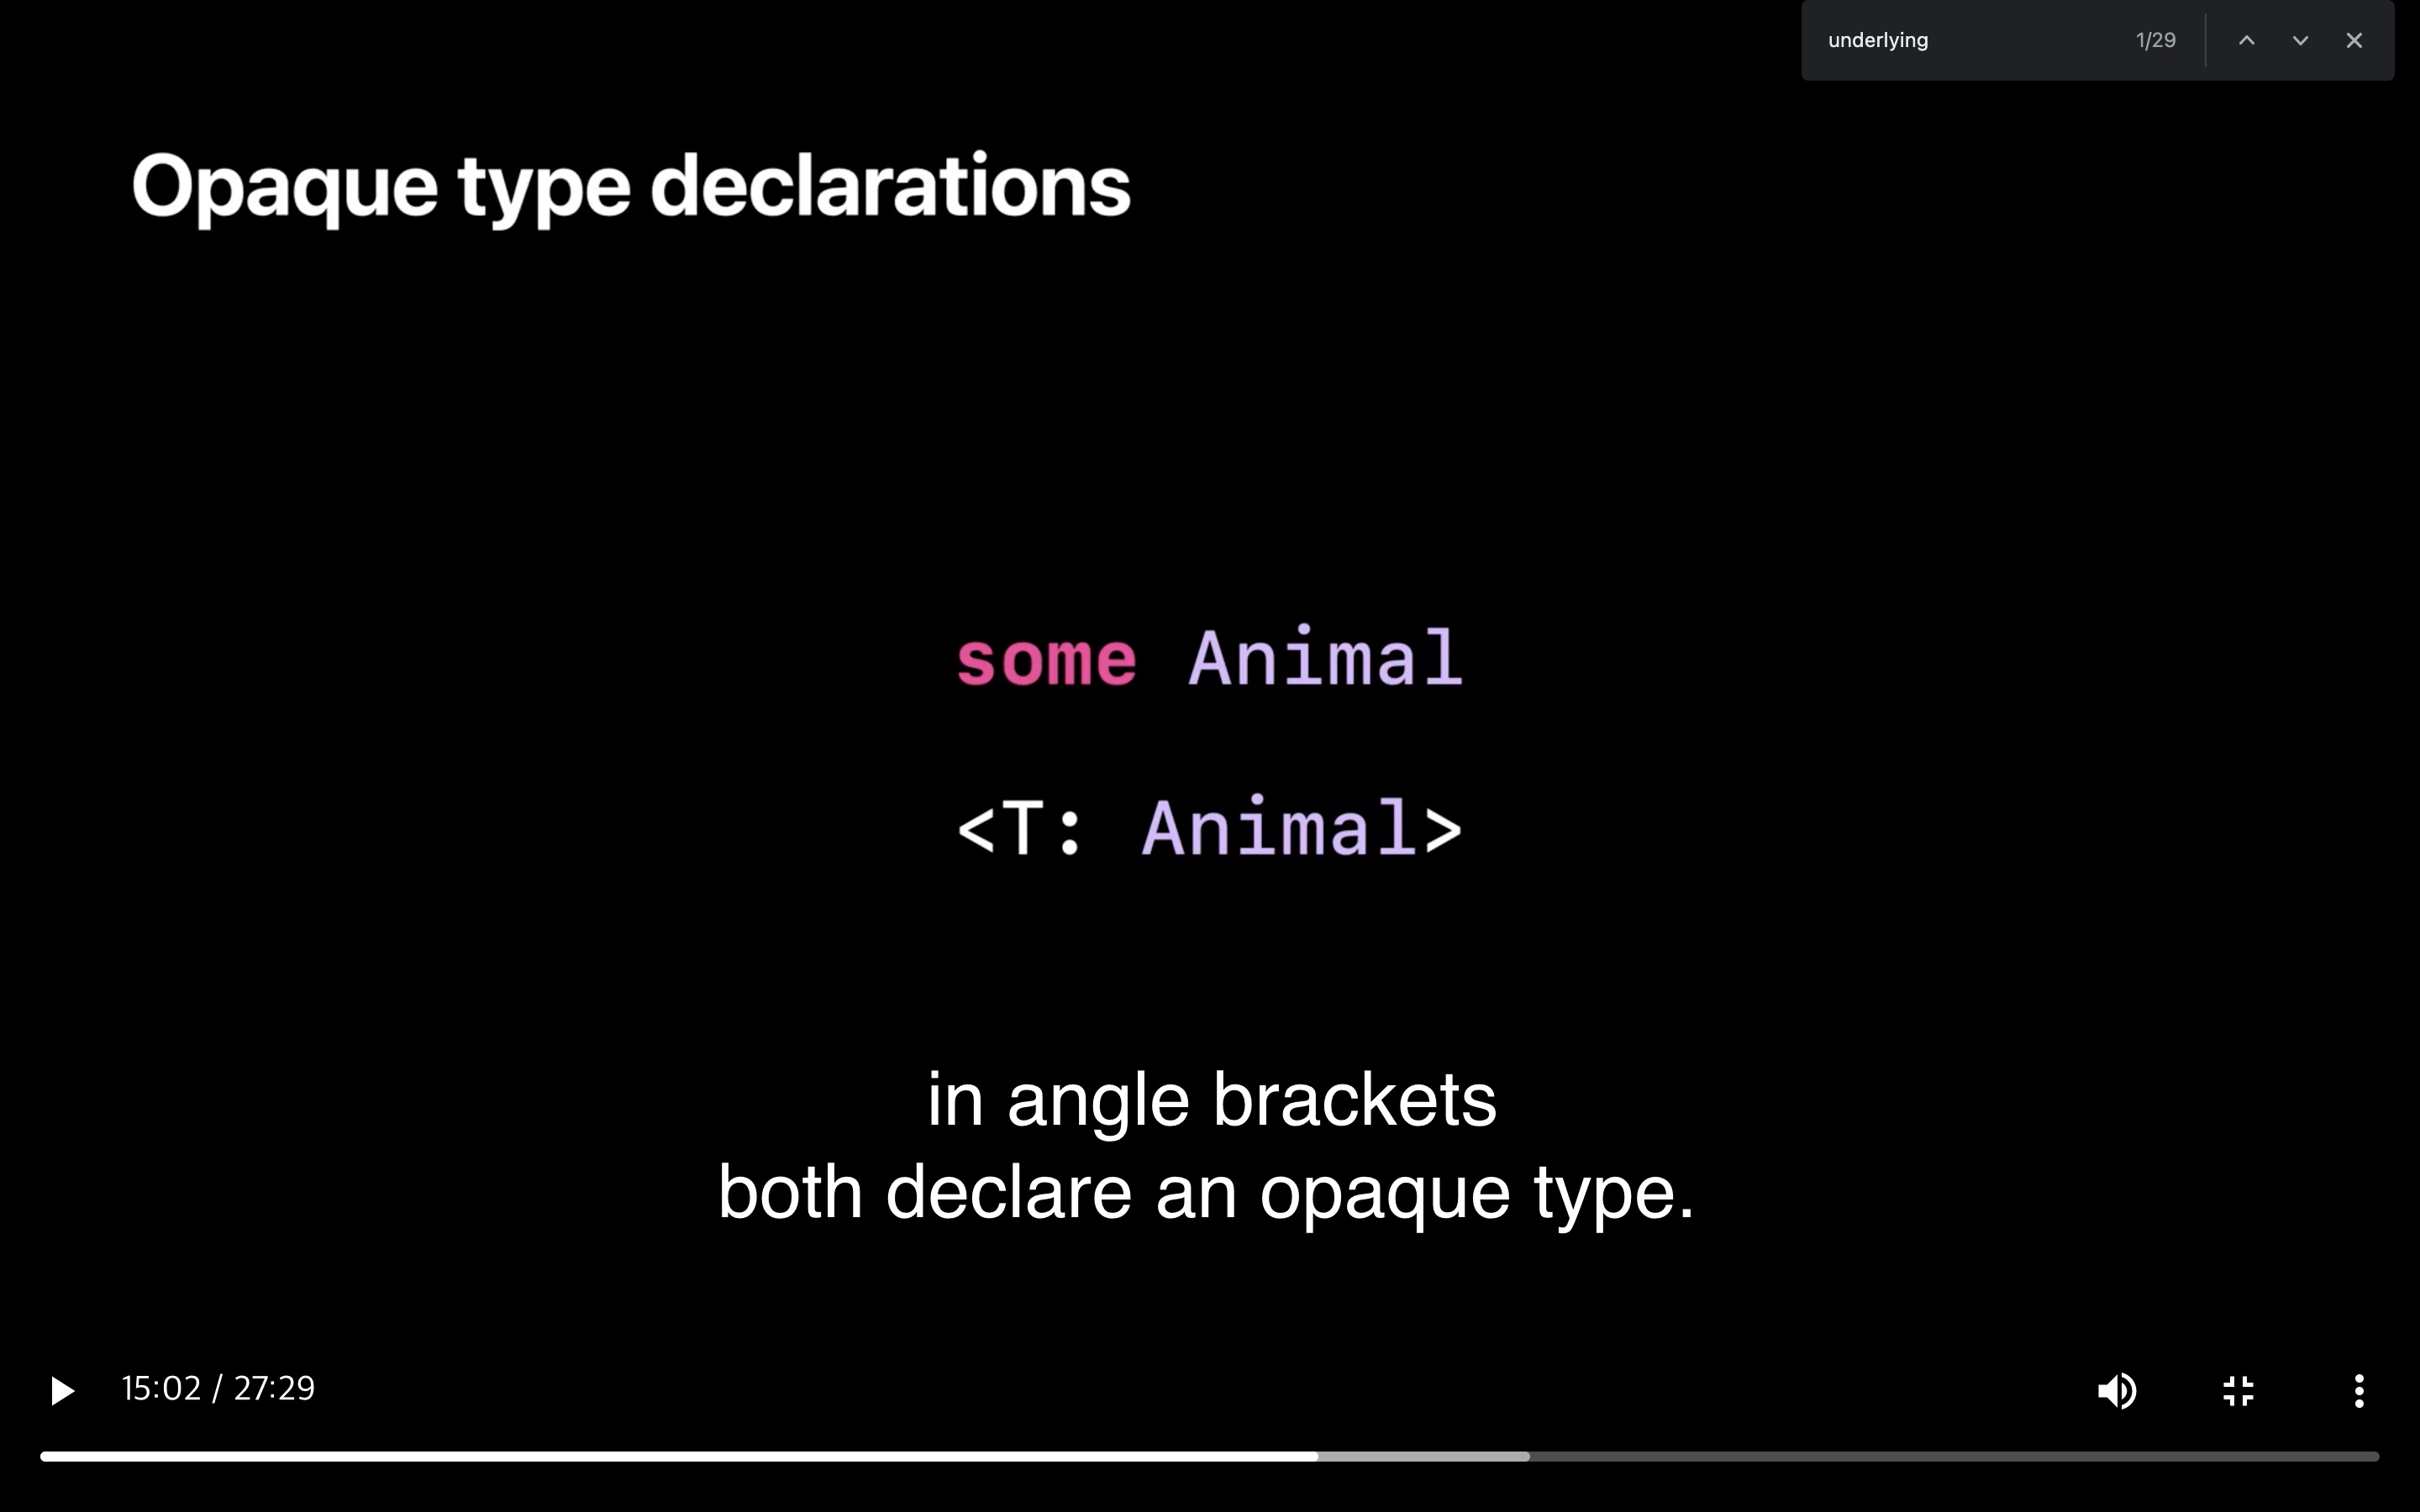 underlying 1/29
Opaque type declarations
some Animal
<T: Animal>
in angle brackets
both declare an opaque type.
15:02 / 27:29